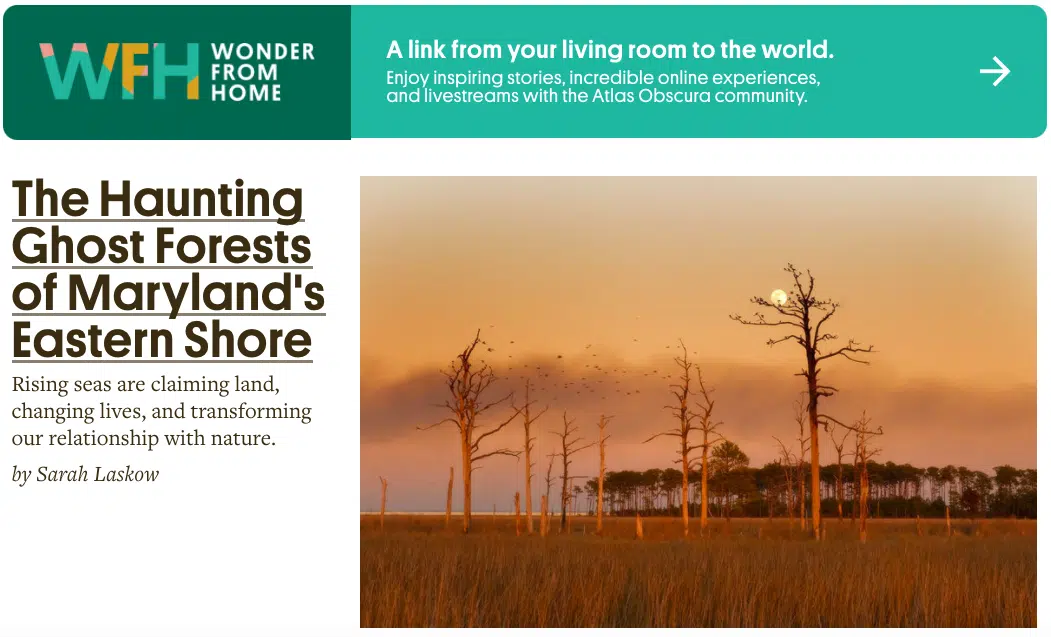 WFH WONDER
FROM
HOME
A link from your living room to the world.
Enjoy inspiring stories, incredible online experiences,
and livestreams with the Atlas Obscura community.
The Haunting
Ghost Forests
of Maryland's
Eastern Shore
Rising seas are claiming land,
changing lives, and transforming
our relationship with nature.
by Sarah Laskow